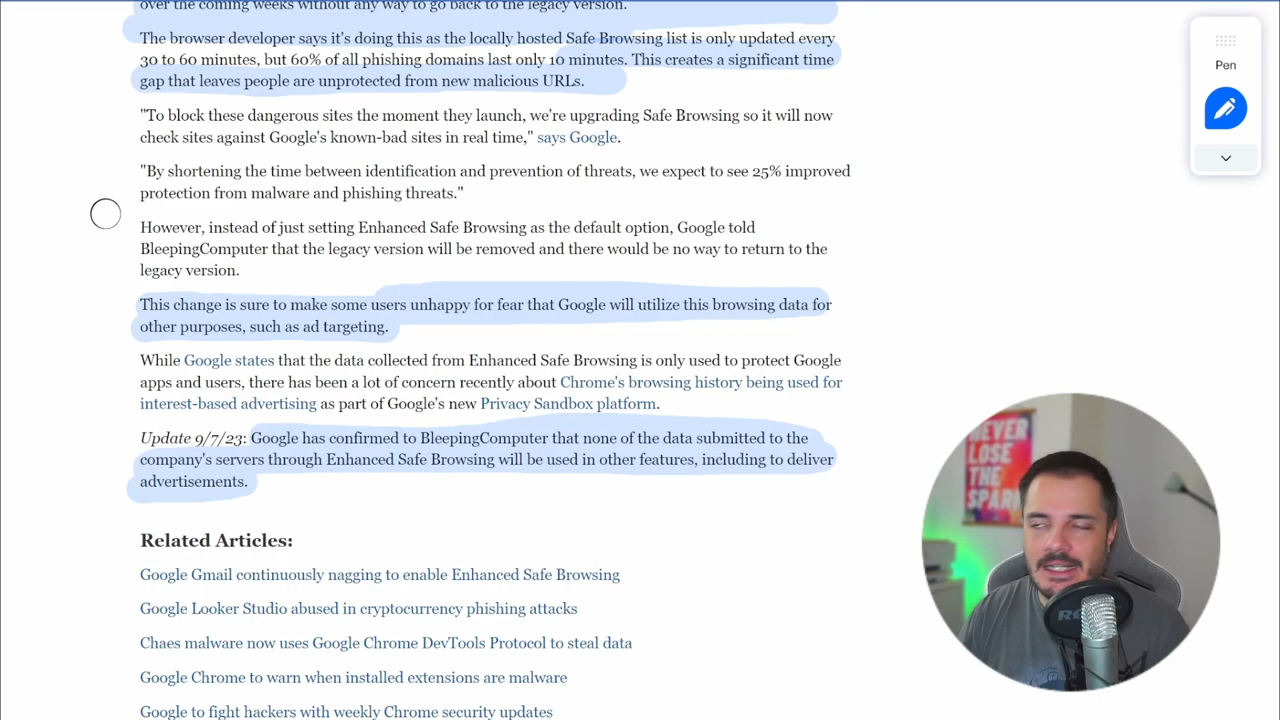 over the coming weeks without any way to go back to the legacy version.
The browser developer says it's doing this as the locally hosted Safe Browsing list is only updated every
30 to 60 minutes, but 60% of all phishing domains last only 10 minutes. This creates a significant time
gap that leaves people are unprotected from new malicious URLs.
"To block these dangerous sites the moment they launch, we're upgrading Safe Browsing so it will now
check sites against Google's known-bad sites in real time," says Google.
"By shortening the time between identification and prevention of threats, we expect to see 25% improved
protection from malware and phishing threats."
However, instead of just setting Enhanced Safe Browsing as the default option, Google told
BleepingComputer that the legacy version will be removed and there would be no way to return to the
legacy version.
This change is sure to make some users unhappy for fear that Google will utilize this browsing data for
other purposes, such as ad targeting.
While Google states that the data collected from Enhanced Safe Browsing is only used to protect Google
apps and users, there has been a lot of concern recently about Chrome's browsing history being used for
interest-based advertising as part of Google's new Privacy Sandbox platform.
Update 9/7/23: Google has confirmed to BleepingComputer that none of the data submitted to the
company's servers through Enhanced Safe Browsing will be used in other features, including to deliver
advertisements.
Related Articles:
Google Gmail continuously nagging to enable Enhanced Safe Browsing
Google Looker Studio abused in cryptocurrency phishing attacks
Chaes malware now uses Google Chrome DevTools Protocol to steal data
Google Chrome to warn when installed extensions are malware
Google to fight hackers with weekly Chrome security updates
Pen
NEVER
LOSE
THE
SPARK